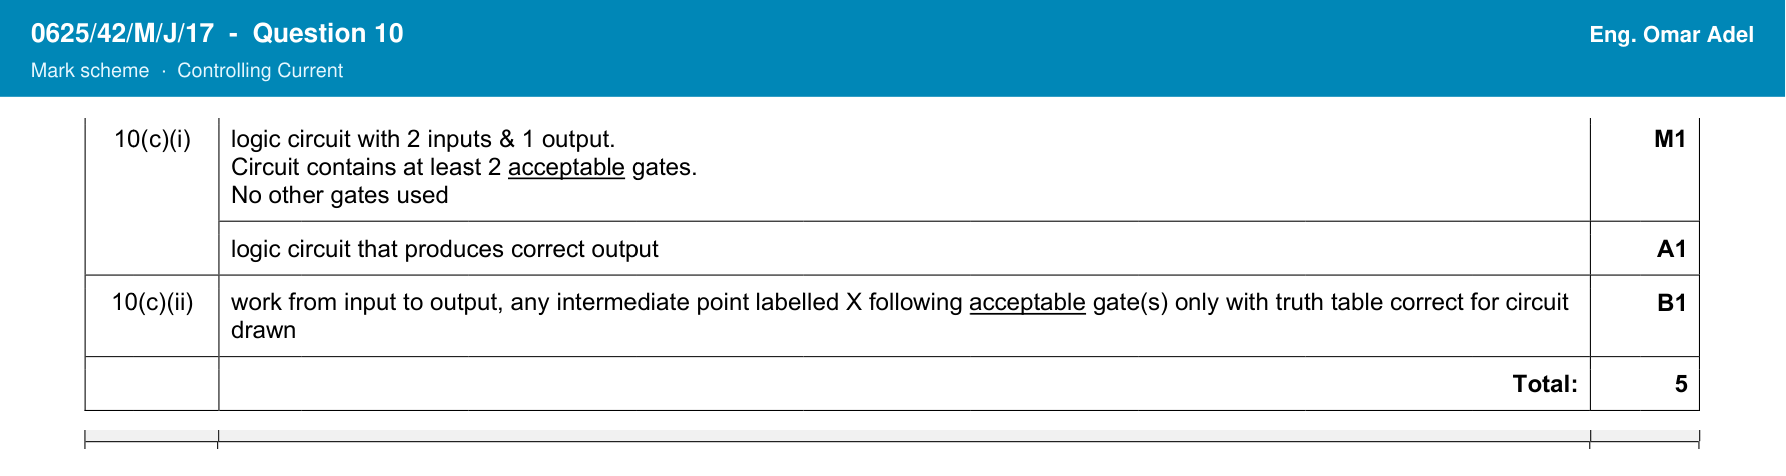 0625/42/M/J/17 - Question 10
Eng. Omar Adel
Mark scheme · Controlling Current
10(c)(i)
logic circuit with 2 inputs & 1 output.
M1
Circuit contains at least 2 acceptable gates.
No other gates used
logic circuit that produces correct output
A1
10(c)(ii)
work from input to output, any intermediate point labelled X following acceptable gate(s) only with truth table correct for circuit
B1
drawn
Total:
5